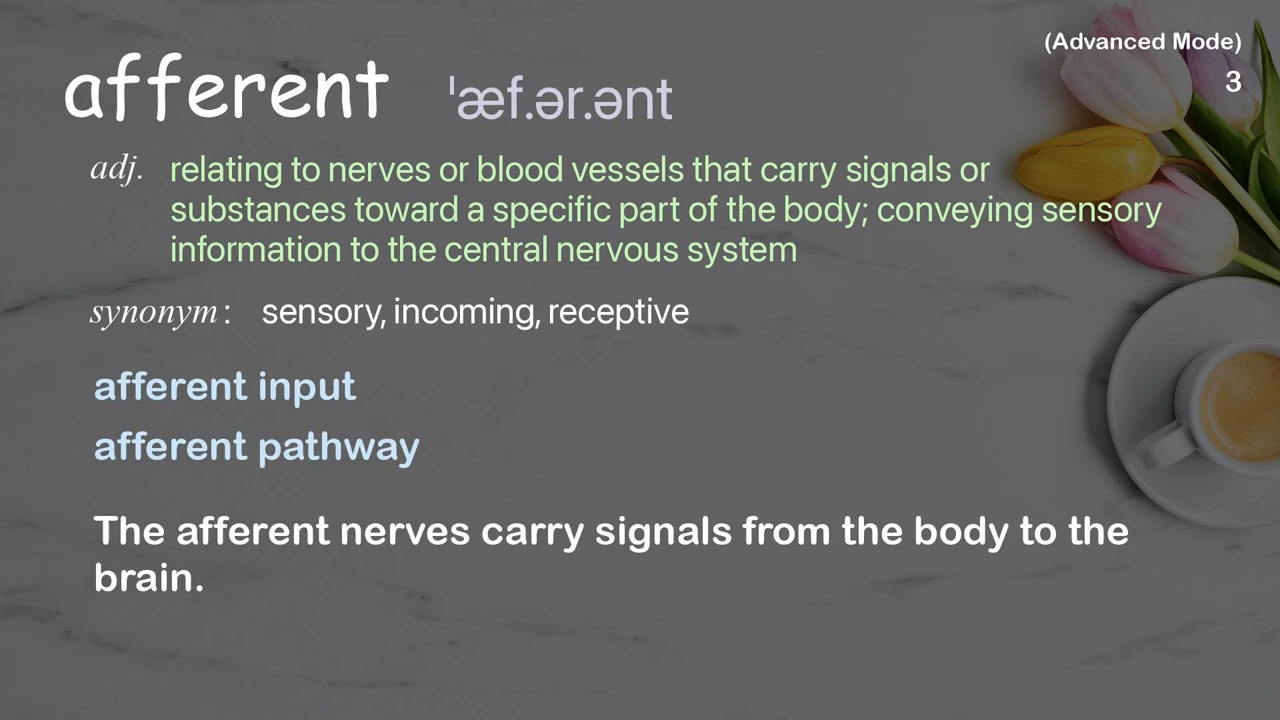 (Advanced Mode)
3
afferent ˈæf.ər.ənt
adj. relating to nerves or blood vessels that carry signals or
substances toward a specific part of the body; conveying sensory
information to the central nervous system
synonym: sensory, incoming, receptive
afferent input
afferent pathway
The afferent nerves carry signals from the body to the
brain.